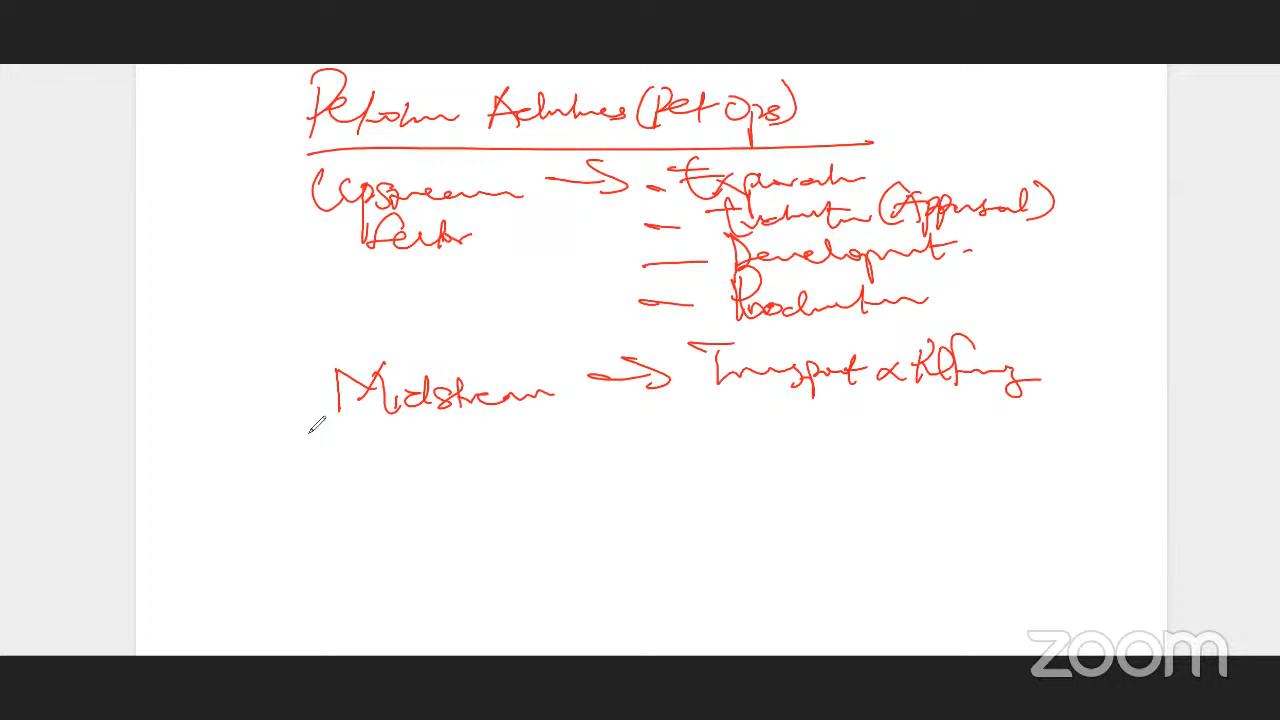 Petroleum Activities (Pet Ops)
Upstream → - Exploration
Sector
- Evaluation (Appraisal)
- Development -
- Production
Midstream → Transport & Refining
zoom